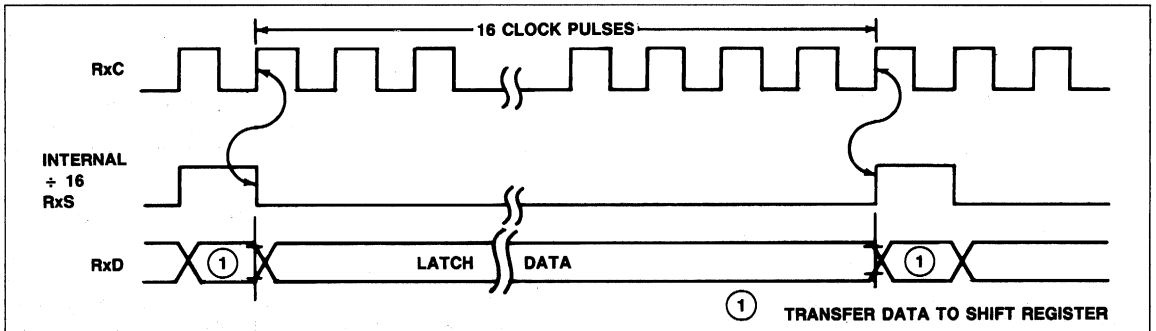 16 CLOCK PULSES
RxC
INTERNAL
÷ 16
RxS
RxD
1
LATCH DATA
1
1 TRANSFER DATA TO SHIFT REGISTER